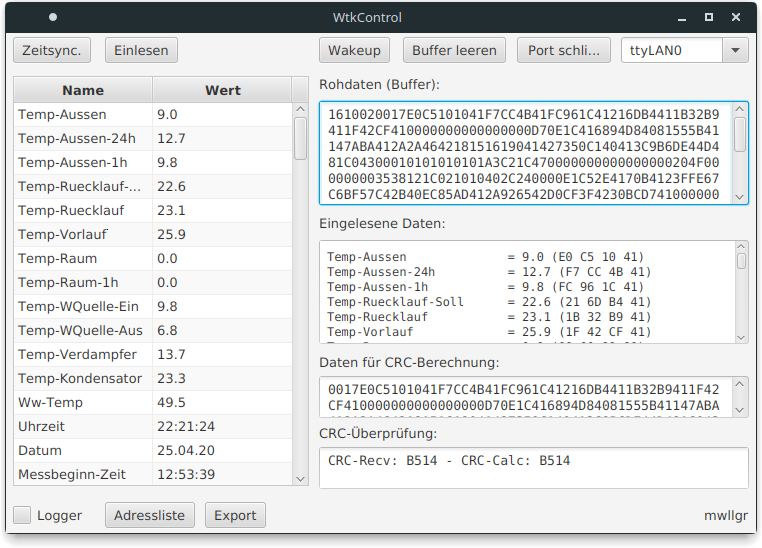 WtkControl
Zeitsync. Einlesen Wakeup Buffer leeren Port schli... ttyLAN0
Name Wert
Temp-Aussen 9.0
Temp-Aussen-24h 12.7
Temp-Aussen-1h 9.8
Temp-Ruecklauf-... 22.6
Temp-Ruecklauf 23.1
Temp-Vorlauf 25.9
Temp-Raum 0.0
Temp-Raum-1h 0.0
Temp-WQuelle-Ein 9.8
Temp-WQuelle-Aus 6.8
Temp-Verdampfer 13.7
Temp-Kondensator 23.3
Ww-Temp 49.5
Uhrzeit 22:21:24
Datum 25.04.20
Messbeginn-Zeit 12:53:39
Rohdaten (Buffer):
1610020017E0C5101041F7CC4B41FC961C41216DB4411B32B9
411F42CF410000000000000000D70E1C416894D84081555B41
147ABA412A2A464218151619041427350C140413C9B6DE44D4
81C04300010101010101A3C21C4700000000000000000204F00
0000003538121C021010402C240000E1C52E4170B4123FFE67
C6BF57C42B40EC85AD412A926542D0CF3F4230BCD741000000
Eingelesene Daten:
Temp-Aussen = 9.0 (E0 C5 10 41)
Temp-Aussen-24h = 12.7 (F7 CC 4B 41)
Temp-Aussen-1h = 9.8 (FC 96 1C 41)
Temp-Ruecklauf-Soll = 22.6 (21 6D B4 41)
Temp-Ruecklauf = 23.1 (1B 32 B9 41)
Temp-Vorlauf = 25.9 (1F 42 CF 41)
Daten für CRC-Berechnung:
0017E0C5101041F7CC4B41FC961C41216DB4411B32B9411F42
CF410000000000000000D70E1C416894D84081555B41147ABA
CRC-Überprüfung:
CRC-Recv: B514 - CRC-Calc: B514
Logger Adressliste Export mwllgr